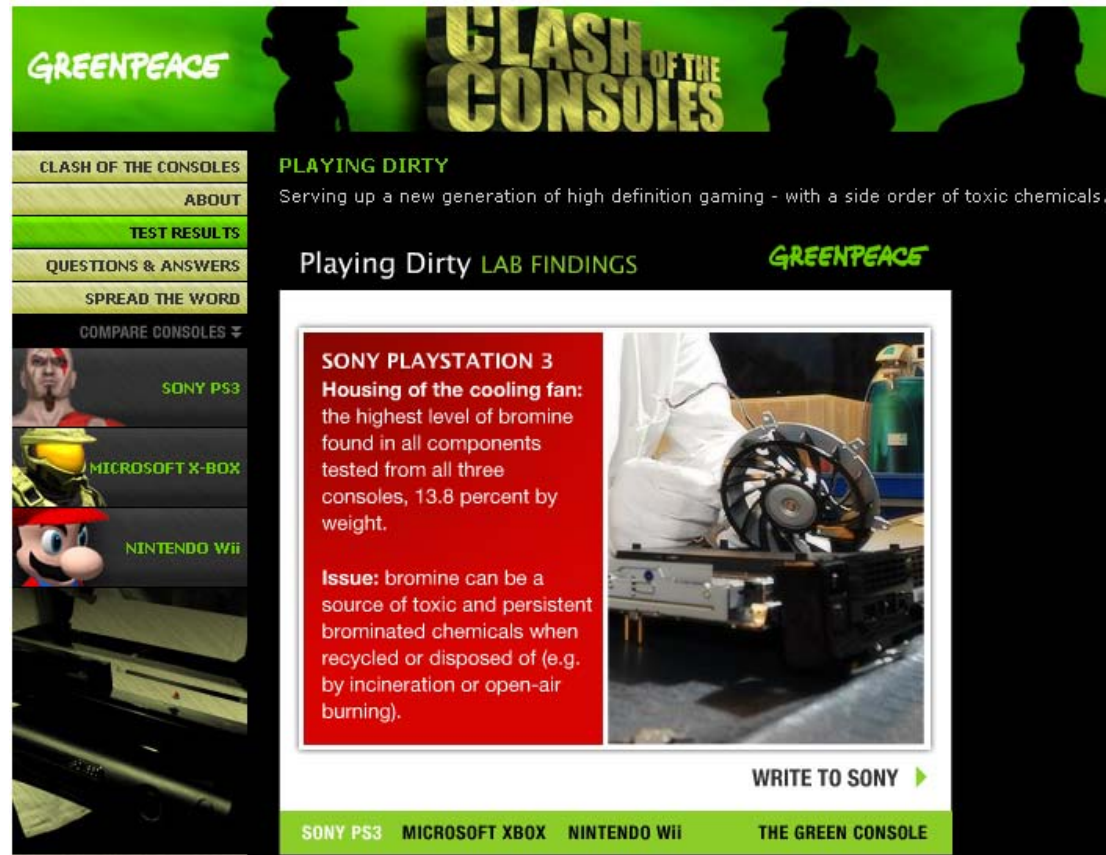 GREENPEACE
CLASH OF THE
CONSOLES
CLASH OF THE CONSOLES
ABOUT
TEST RESULTS
QUESTIONS & ANSWERS
SPREAD THE WORD
COMPARE CONSOLES
SONY PS3
MICROSOFT X-BOX
NINTENDO Wii
PLAYING DIRTY
Serving up a new generation of high definition gaming - with a side order of toxic chemicals.
Playing Dirty LAB FINDINGS
GREENPEACE
SONY PLAYSTATION 3
Housing of the cooling fan:
the highest level of bromine
found in all components
tested from all three
consoles, 13.8 percent by
weight.
Issue: bromine can be a
source of toxic and persistent
brominated chemicals when
recycled or disposed of (e.g.
by incineration or open-air
burning).
WRITE TO SONY
SONY PS3 MICROSOFT XBOX NINTENDO Wii THE GREEN CONSOLE